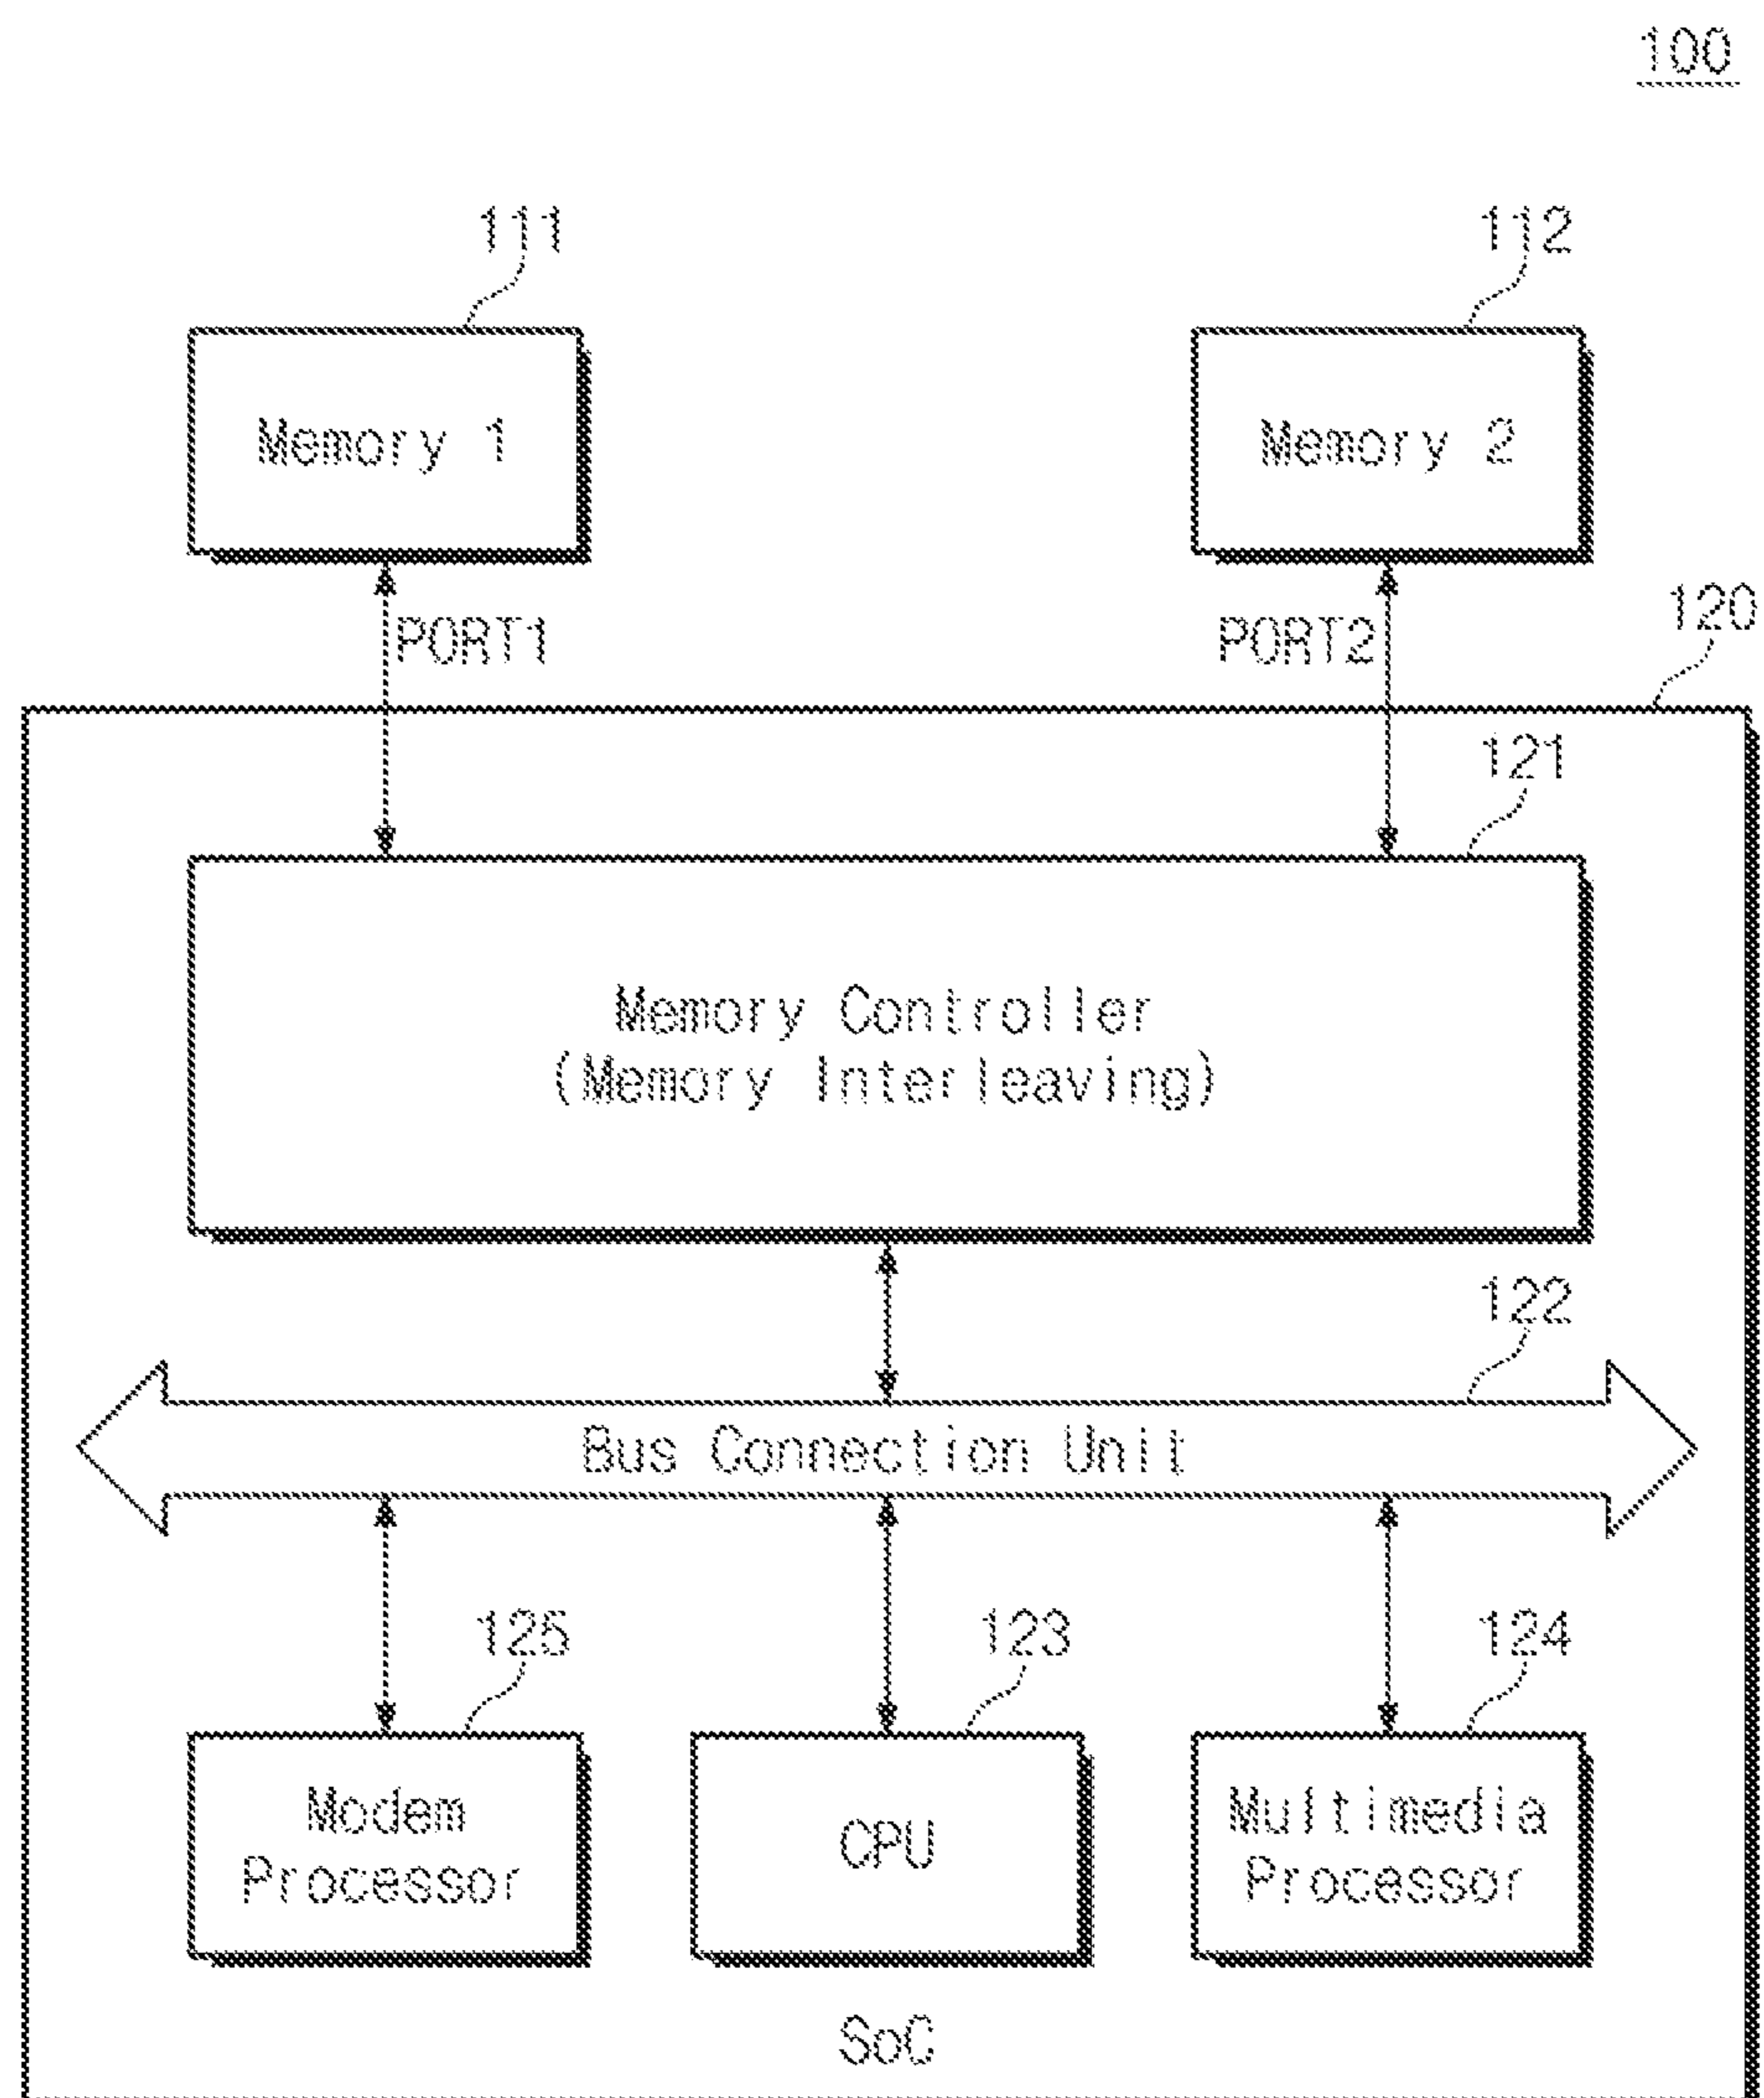 100
111
112
Memory 1
Memory 2
PORT1
PORT2
120
121
Memory Controller
(Memory Interleaving)
122
Bus Connection Unit
125
123
124
Modem
Processor
CPU
Multimedia
Processor
SoC